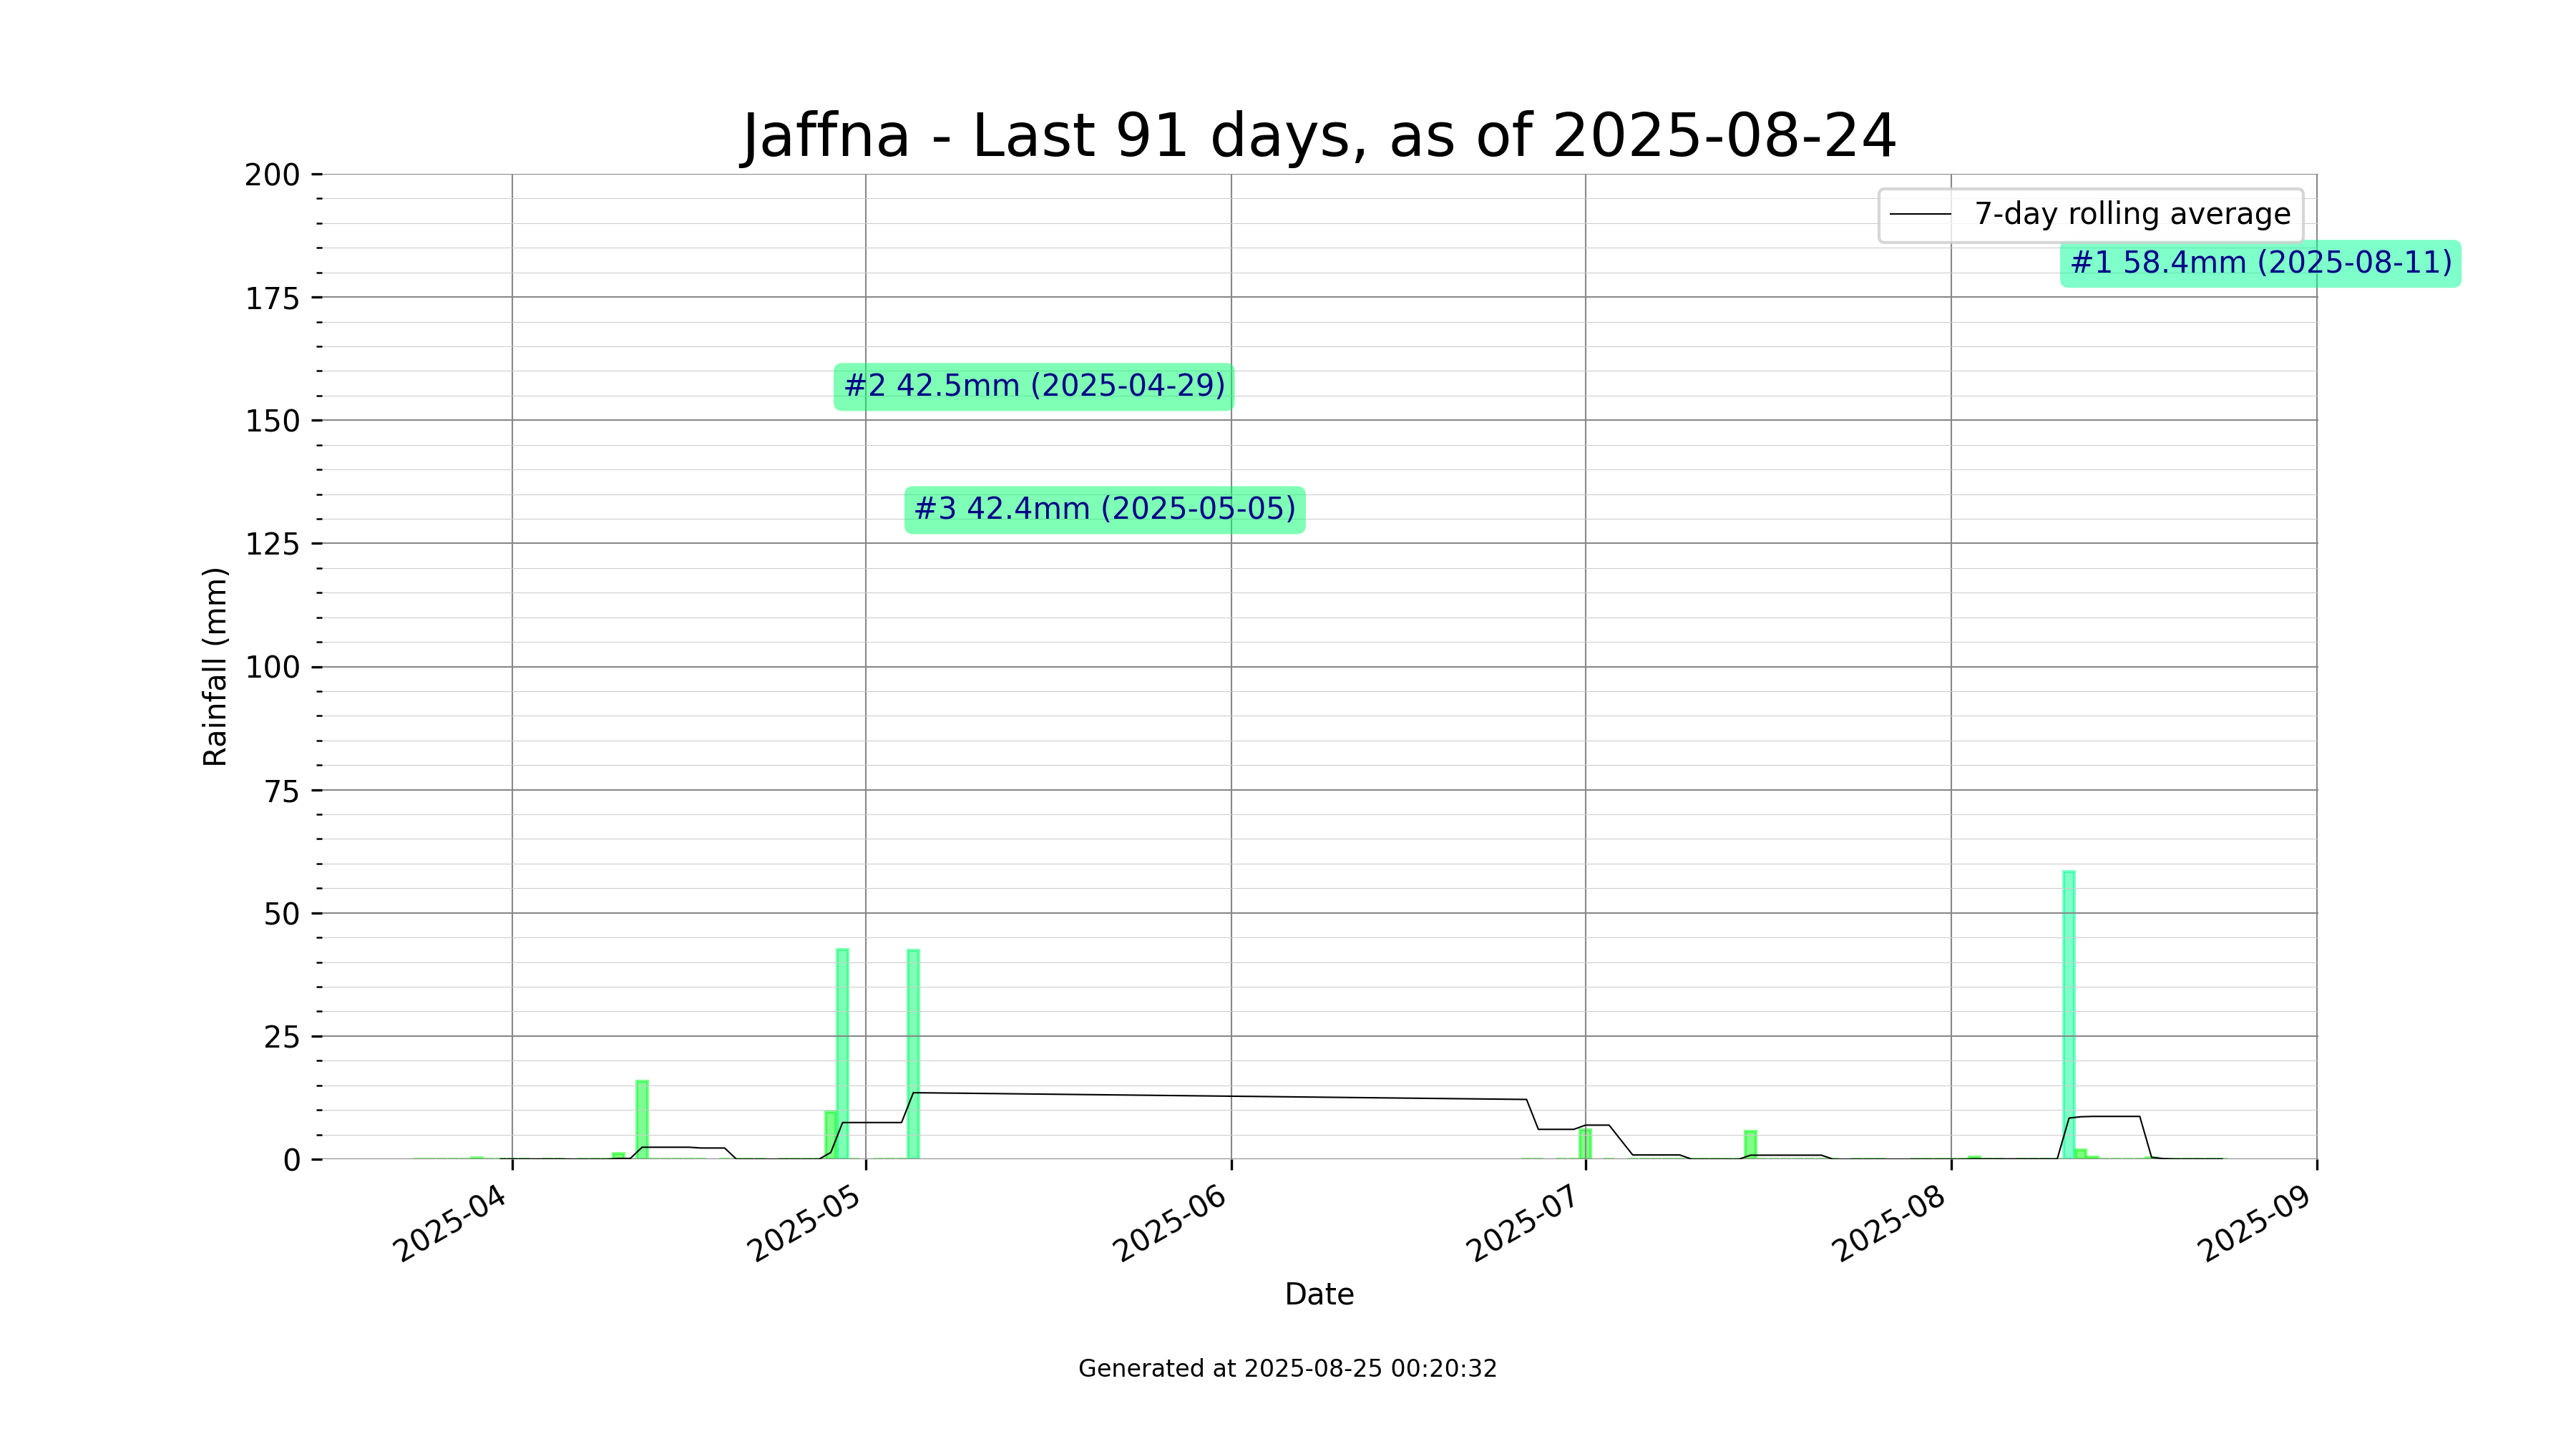 Jaffna - Last 91 days, as of 2025-08-24
200
175
150
125
100
75
50
25
0
Rainfall (mm)
7-day rolling average
#1 58.4mm (2025-08-11)
#2 42.5mm (2025-04-29)
#3 42.4mm (2025-05-05)
2025-04
2025-05
2025-06
2025-07
2025-08
2025-09
Date
Generated at 2025-08-25 00:20:32